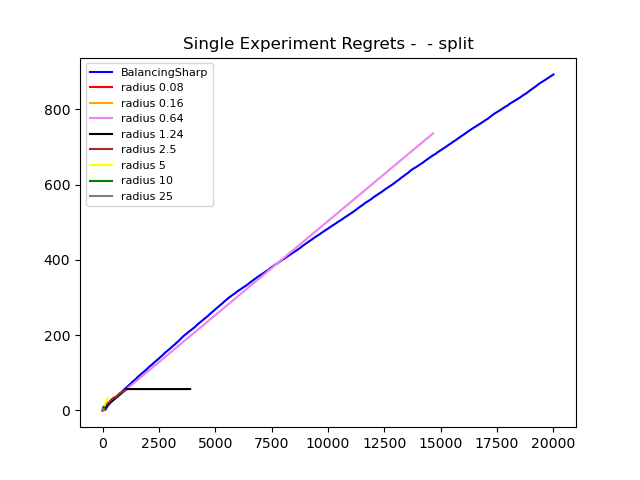 Single Experiment Regrets -  - split
BalancingSharp
radius 0.08
radius 0.16
radius 0.64
radius 1.24
radius 2.5
radius 5
radius 10
radius 25
800
600
400
200
0
0 2500 5000 7500 10000 12500 15000 17500 20000